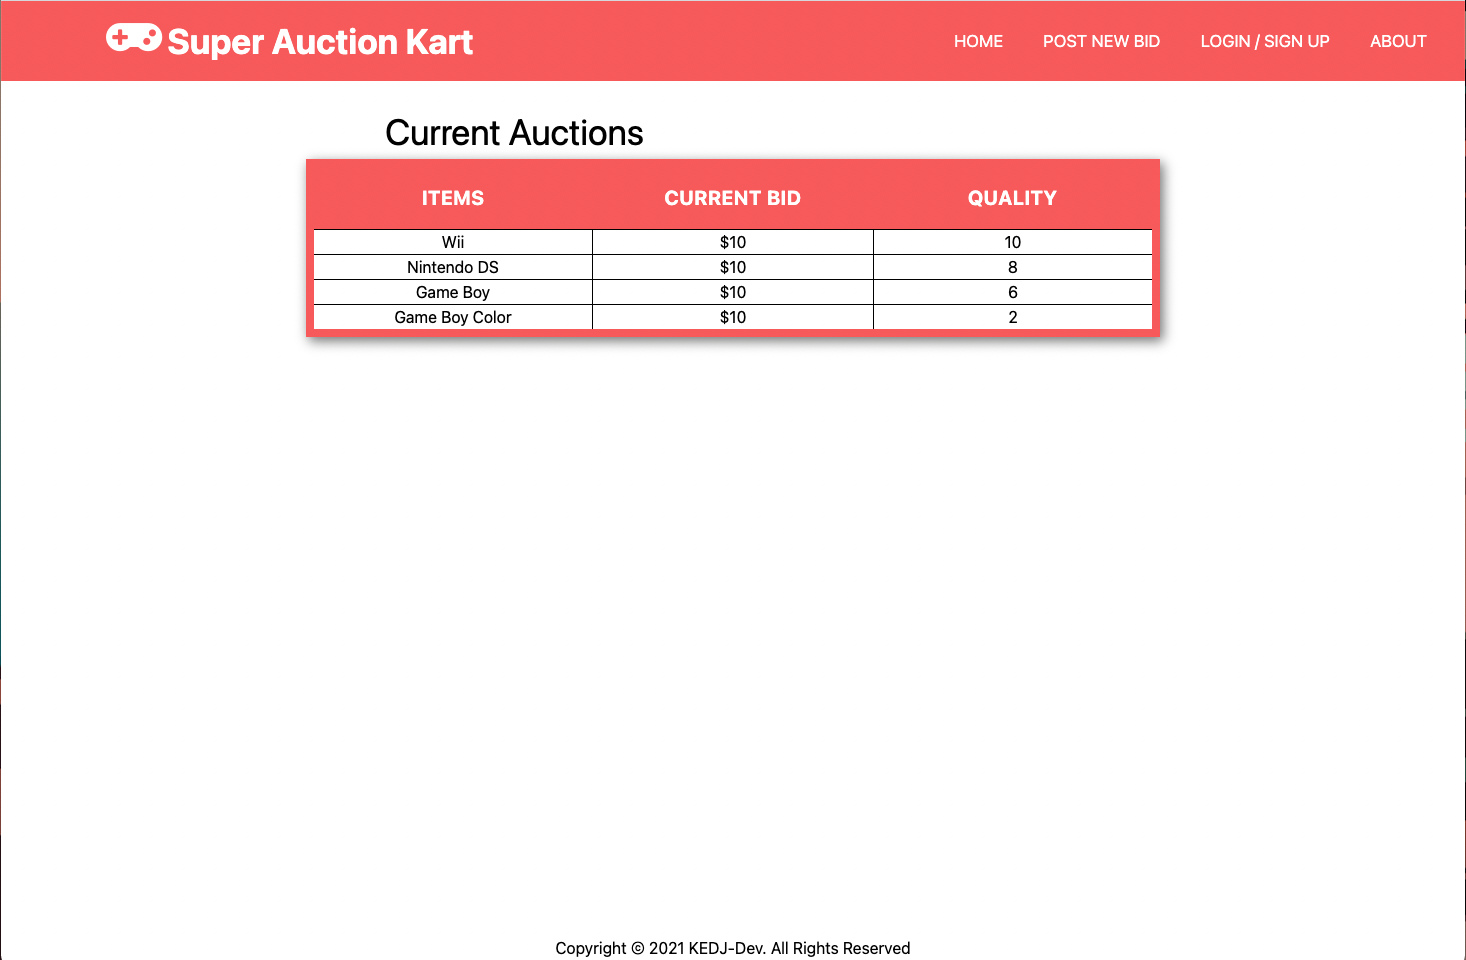 Super Auction Kart
HOME POST NEW BID LOGIN / SIGN UP ABOUT
Current Auctions
ITEMS CURRENT BID QUALITY
Wii $10 10
Nintendo DS $10 8
Game Boy $10 6
Game Boy Color $10 2
Copyright © 2021 KEDJ-Dev. All Rights Reserved